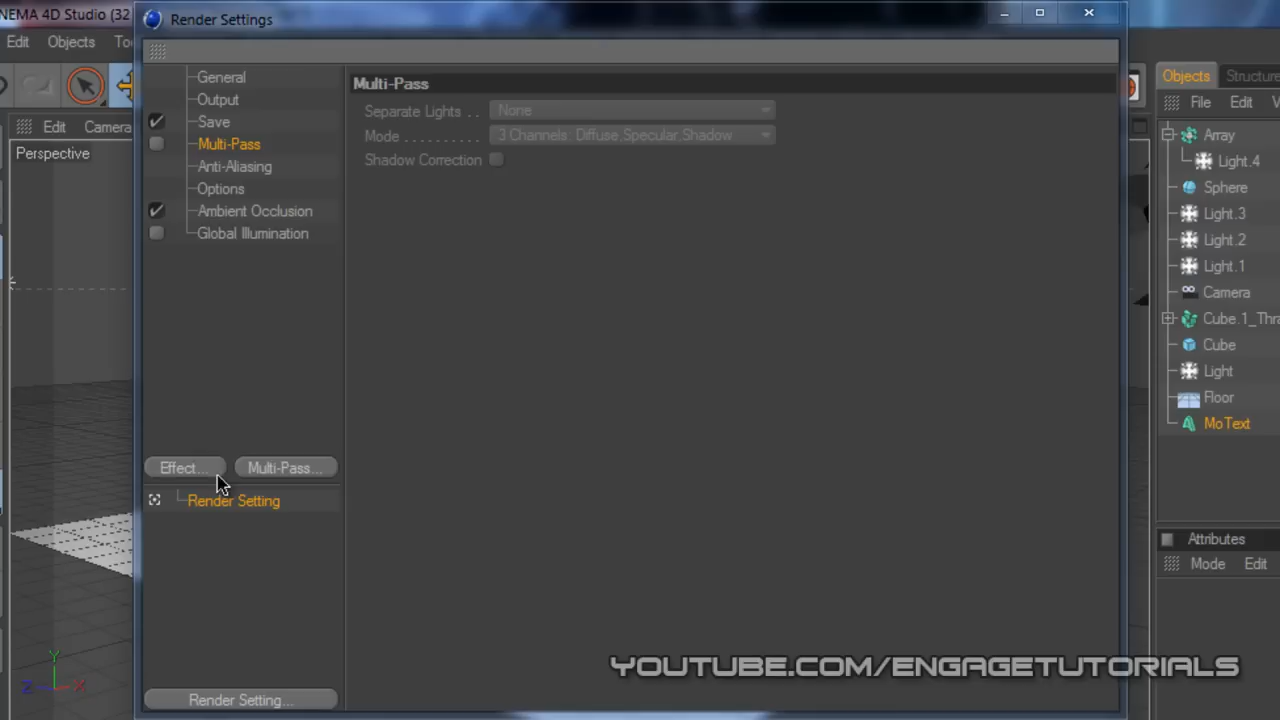 NEMA 4D Studio (32
Render Settings
Edit Objects To
Edit Camera
Perspective
General
Output
Save
Multi-Pass
Anti-Aliasing
Options
Ambient Occlusion
Global Illumination
Effect... Multi-Pass...
Render Setting
Render Setting...
Multi-Pass
Separate Lights . . None
Mode . . . . . . . . . 3 Channels: Diffuse,Specular,Shadow
Shadow Correction
Objects Structure
File Edit V
Array
Light.4
Sphere
Light.3
Light.2
Light.1
Camera
Cube.1_Thr
Cube
Light
Floor
MoText
Attributes
Mode Edit
Y
Z X
YOUTUBE.COM/ENGAGETUTORIALS